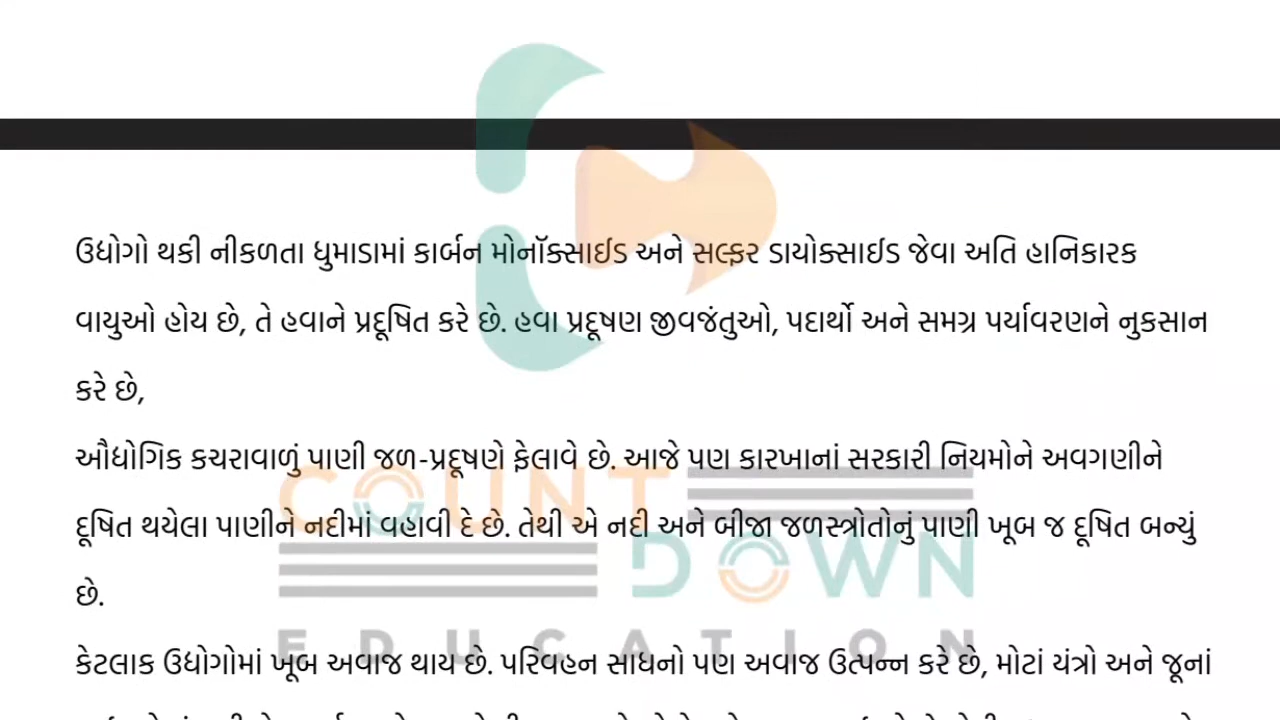 ઉદ્યોગો થકી નીકળતા ધુમાડામાં કાર્બન મોનૉક્સાઈડ અને સલ્ફર ડાયોક્સાઈડ જેવા અતિ હાનિકારક
વાયુઓ હોય છે, તે હવાને પ્રદૂષિત કરે છે. હવા પ્રદૂષણ જીવજંતુઓ, પદાર્થો અને સમગ્ર પર્યાવરણને નુકસાન
કરે છે,
ઔદ્યોગિક કચરાવાળું પાણી જળ-પ્રદૂષણે ફેલાવે છે. આજે પણ કારખાનાં સરકારી નિયમોને અવગણીને
દૂષિત થયેલા પાણીને નદીમાં વહાવી દે છે. તેથી એ નદી અને બીજા જળસ્ત્રોતોનું પાણી ખૂબ જ દૂષિત બન્યું
છે.
કેટલાક ઉદ્યોગોમાં ખૂબ અવાજ થાય છે. પરિવહન સાધનો પણ અવાજ ઉત્પન્ન કરે છે, મોટાં યંત્રો અને જૂનાં
COUNT
DOWN
EDUCATION